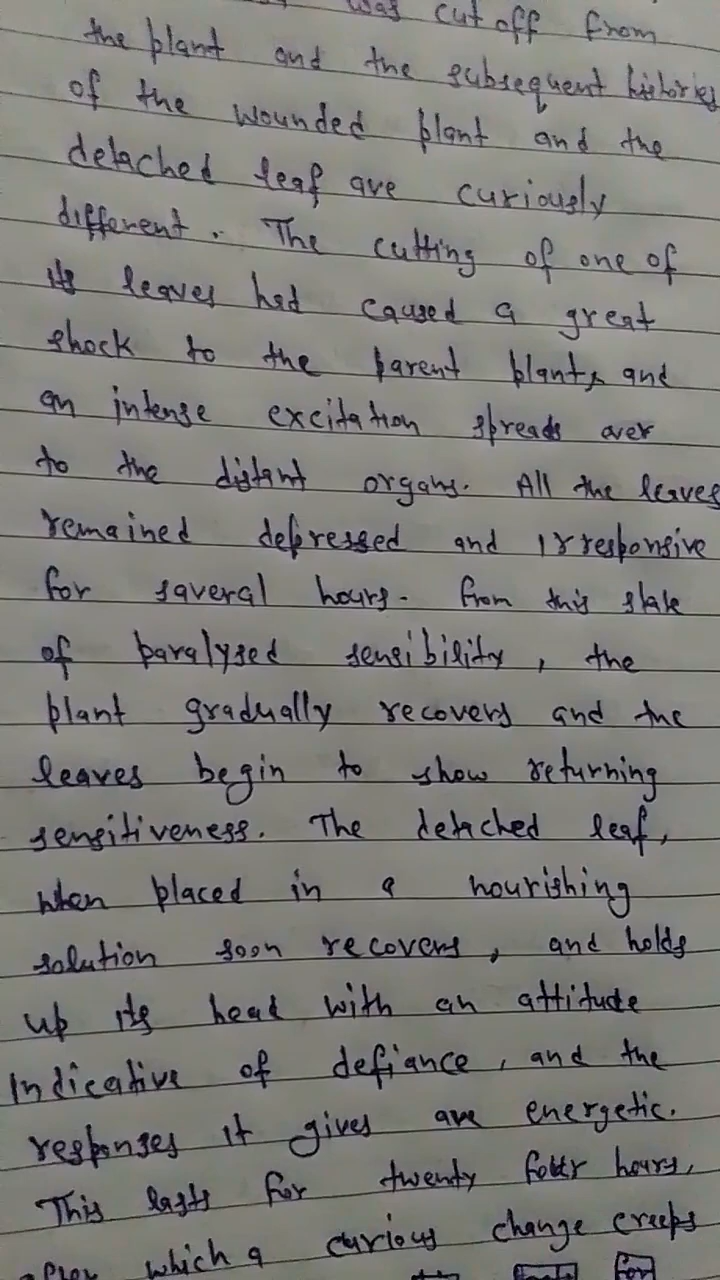 was cut off from
the plant and the subsequent histories
of the wounded plant and the
detached leaf are curiously
different. The cutting of one of
its leaves had caused a great
shock to the parent plant, and
an intense excitation spreads over
to the distant organs. All the leaves
remained depressed and irresponsive
for saveral hours. From this state
of paralysed sensibility, the
plant gradually recovers and the
leaves begin to show returning
sensitiveness. The detached leaf,
when placed in a nourishing
solution soon recovers, and holds
up its head with an attitude
Indicative of defiance, and the
responses it gives are energetic.
This lasts for twenty four hours,
after which a curious change creeps